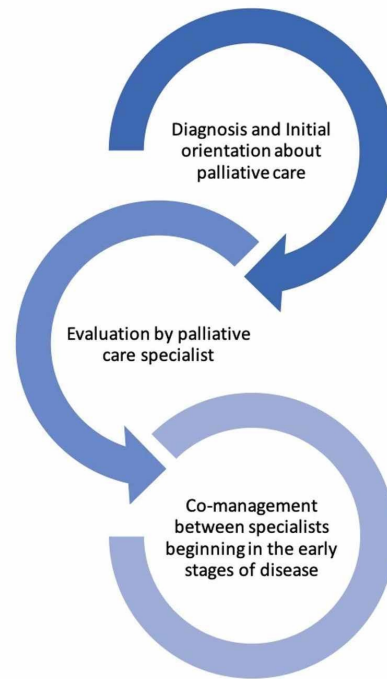 Diagnosis and Initial
orientation about
palliative care
Evaluation by palliative
care specialist
Co-management
between specialists
beginning in the early
stages of disease